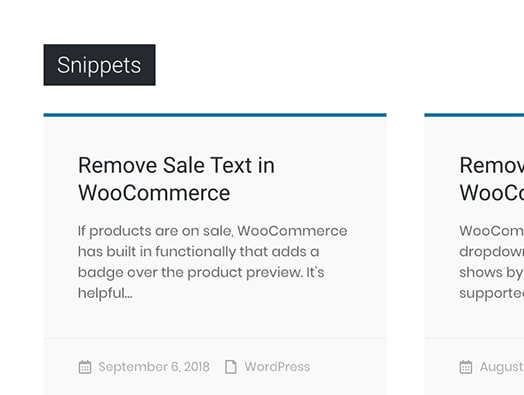 Snippets
Remove Sale Text in
WooCommerce
If products are on sale, WooCommerce
has built in functionally that adds a
badge over the product preview. It's
helpful...
September 6, 2018 WordPress
Remov
WooCo
WooCom
dropdown
shows by
supported
August